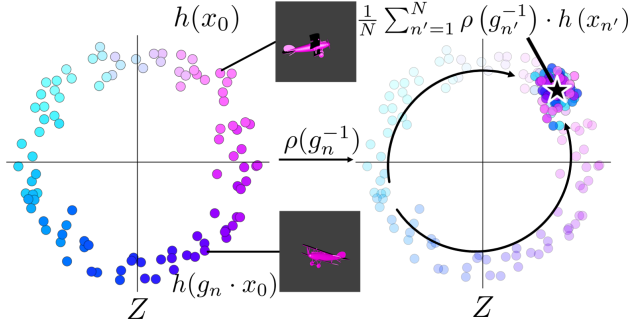 h(x_0)
\frac{1}{N} \sum_{n'=1}^{N} \rho\left(g_{n'}^{-1}\right) \cdot h\left(x_{n'}\right)
\rho(g_n^{-1})
h(g_n \cdot x_0)
Z
Z